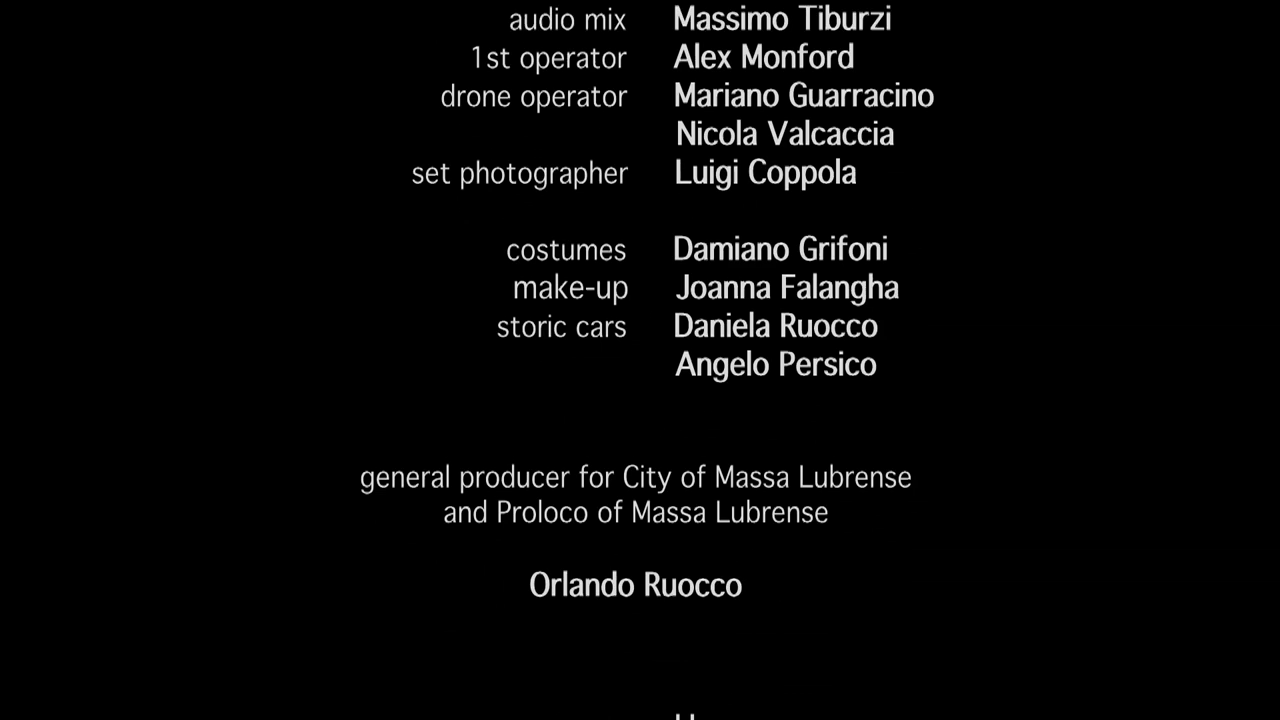 audio mix Massimo Tiburzi
1st operator Alex Monford
drone operator Mariano Guarracino
Nicola Valcaccia
set photographer Luigi Coppola
costumes Damiano Grifoni
make-up Joanna Falangha
storic cars Daniela Ruocco
Angelo Persico
general producer for City of Massa Lubrense
and Proloco of Massa Lubrense
Orlando Ruocco